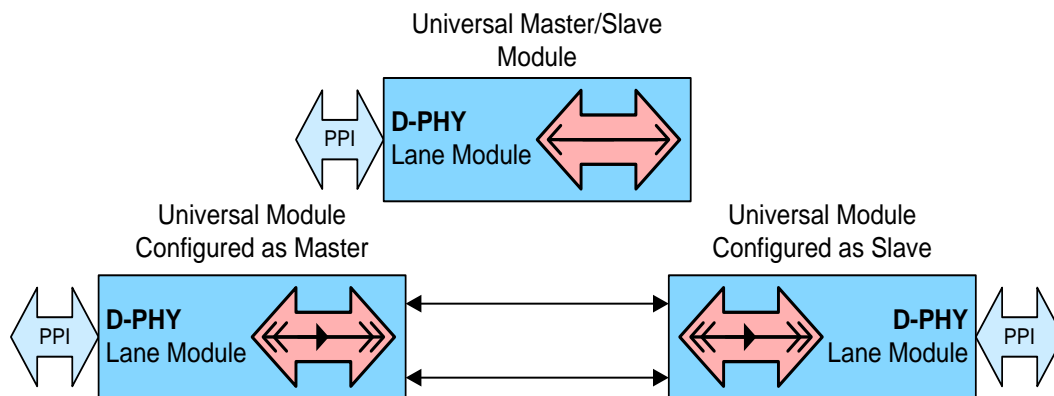 Universal Master/Slave
Module
PPI
D-PHY
Lane Module
Universal Module
Configured as Master
Universal Module
Configured as Slave
PPI
D-PHY
Lane Module
D-PHY
Lane Module
PPI